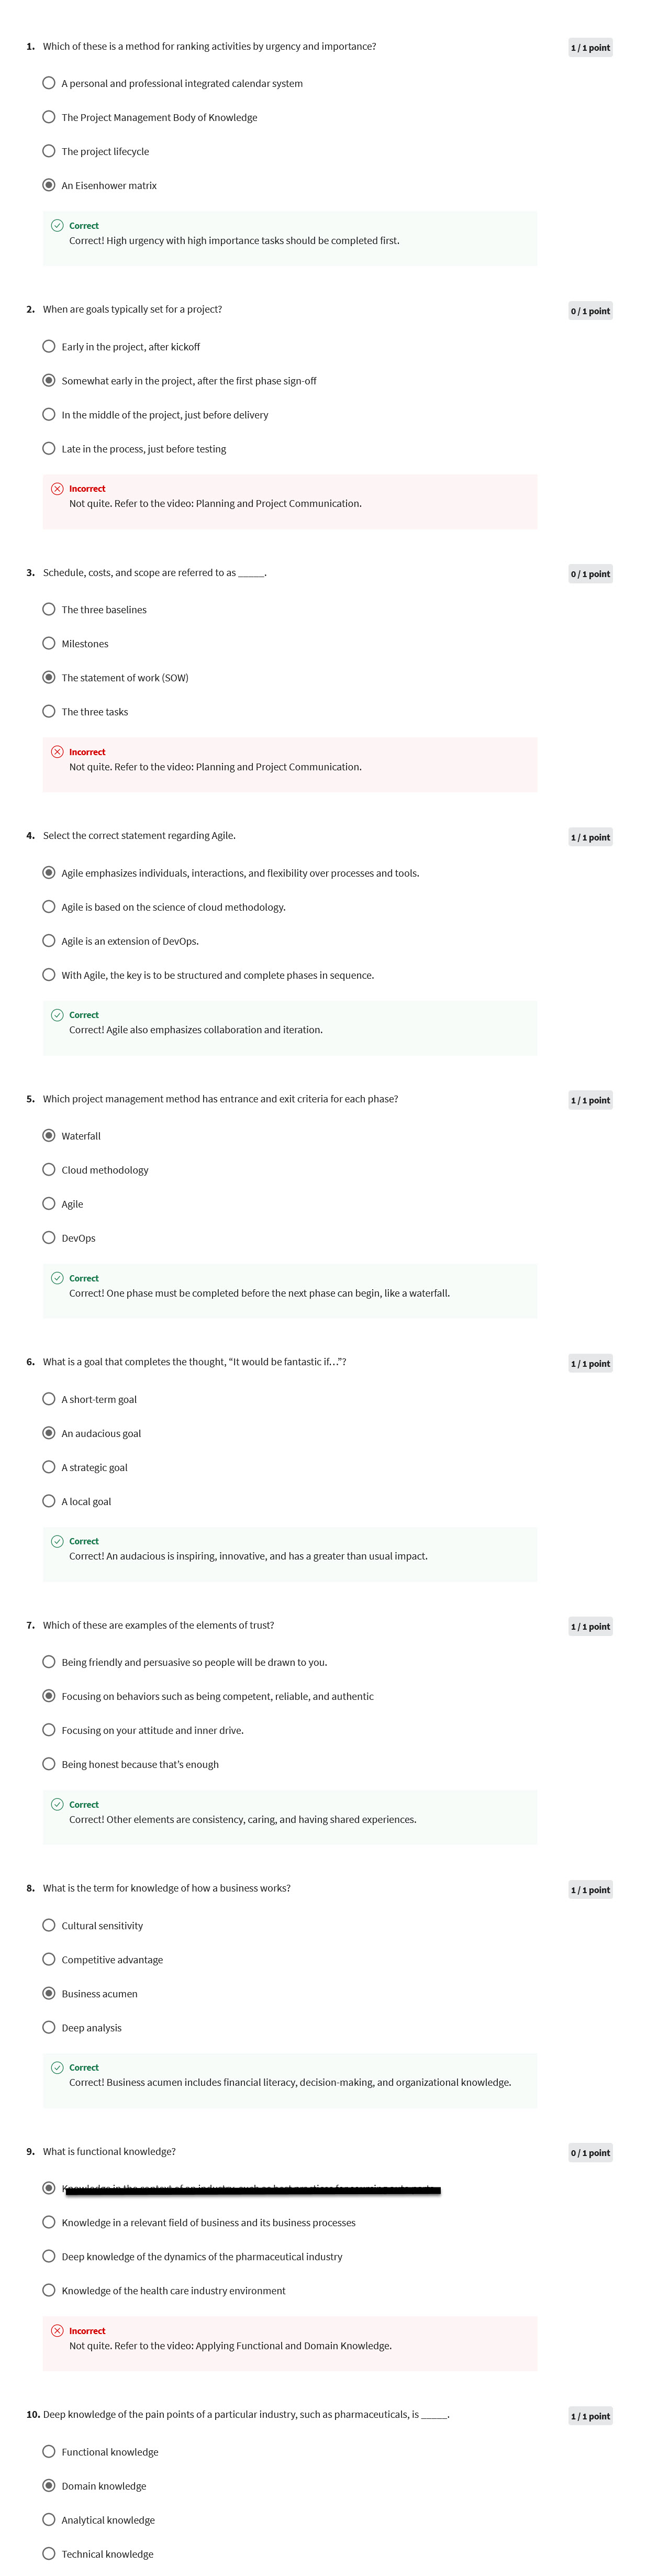 1. Which of these is a method for ranking activities by urgency and importance?
1 / 1 point
A personal and professional integrated calendar system
The Project Management Body of Knowledge
The project lifecycle
An Eisenhower matrix
Correct
Correct! High urgency with high importance tasks should be completed first.
2. When are goals typically set for a project?
0 / 1 point
Early in the project, after kickoff
Somewhat early in the project, after the first phase sign-off
In the middle of the project, just before delivery
Late in the process, just before testing
Incorrect
Not quite. Refer to the video: Planning and Project Communication.
3. Schedule, costs, and scope are referred to as _____.
0 / 1 point
The three baselines
Milestones
The statement of work (SOW)
The three tasks
Incorrect
Not quite. Refer to the video: Planning and Project Communication.
4. Select the correct statement regarding Agile.
1 / 1 point
Agile emphasizes individuals, interactions, and flexibility over processes and tools.
Agile is based on the science of cloud methodology.
Agile is an extension of DevOps.
With Agile, the key is to be structured and complete phases in sequence.
Correct
Correct! Agile also emphasizes collaboration and iteration.
5. Which project management method has entrance and exit criteria for each phase?
1 / 1 point
Waterfall
Cloud methodology
Agile
DevOps
Correct
Correct! One phase must be completed before the next phase can begin, like a waterfall.
6. What is a goal that completes the thought, “It would be fantastic if…”?
1 / 1 point
A short-term goal
An audacious goal
A strategic goal
A local goal
Correct
Correct! An audacious is inspiring, innovative, and has a greater than usual impact.
7. Which of these are examples of the elements of trust?
1 / 1 point
Being friendly and persuasive so people will be drawn to you.
Focusing on behaviors such as being competent, reliable, and authentic
Focusing on your attitude and inner drive.
Being honest because that’s enough
Correct
Correct! Other elements are consistency, caring, and having shared experiences.
8. What is the term for knowledge of how a business works?
1 / 1 point
Cultural sensitivity
Competitive advantage
Business acumen
Deep analysis
Correct
Correct! Business acumen includes financial literacy, decision-making, and organizational knowledge.
9. What is functional knowledge?
0 / 1 point
Knowledge in a relevant field of business and its business processes
Deep knowledge of the dynamics of the pharmaceutical industry
Knowledge of the health care industry environment
Incorrect
Not quite. Refer to the video: Applying Functional and Domain Knowledge.
10. Deep knowledge of the pain points of a particular industry, such as pharmaceuticals, is _____.
1 / 1 point
Functional knowledge
Domain knowledge
Analytical knowledge
Technical knowledge